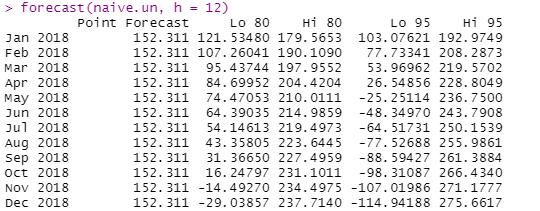 > forecast(naive.un, h = 12)
Point Forecast Lo 80 Hi 80 Lo 95 Hi 95
Jan 2018 152.311 121.53480 179.5653 103.07621 192.9749
Feb 2018 152.311 107.26041 190.1090 77.73341 208.2873
Mar 2018 152.311 95.43744 197.9552 53.96962 219.5702
Apr 2018 152.311 84.69952 204.4204 26.54856 228.8049
May 2018 152.311 74.47053 210.0111 -25.25114 236.7500
Jun 2018 152.311 64.39035 214.9859 -48.34970 243.7908
Jul 2018 152.311 54.14613 219.4973 -64.51731 250.1539
Aug 2018 152.311 43.35805 223.6445 -77.52688 255.9861
Sep 2018 152.311 31.36650 227.4959 -88.59427 261.3884
Oct 2018 152.311 16.24797 231.1011 -98.31087 266.4340
Nov 2018 152.311 -14.49270 234.4975 -107.01986 271.1777
Dec 2018 152.311 -29.03857 237.7140 -114.94188 275.6617